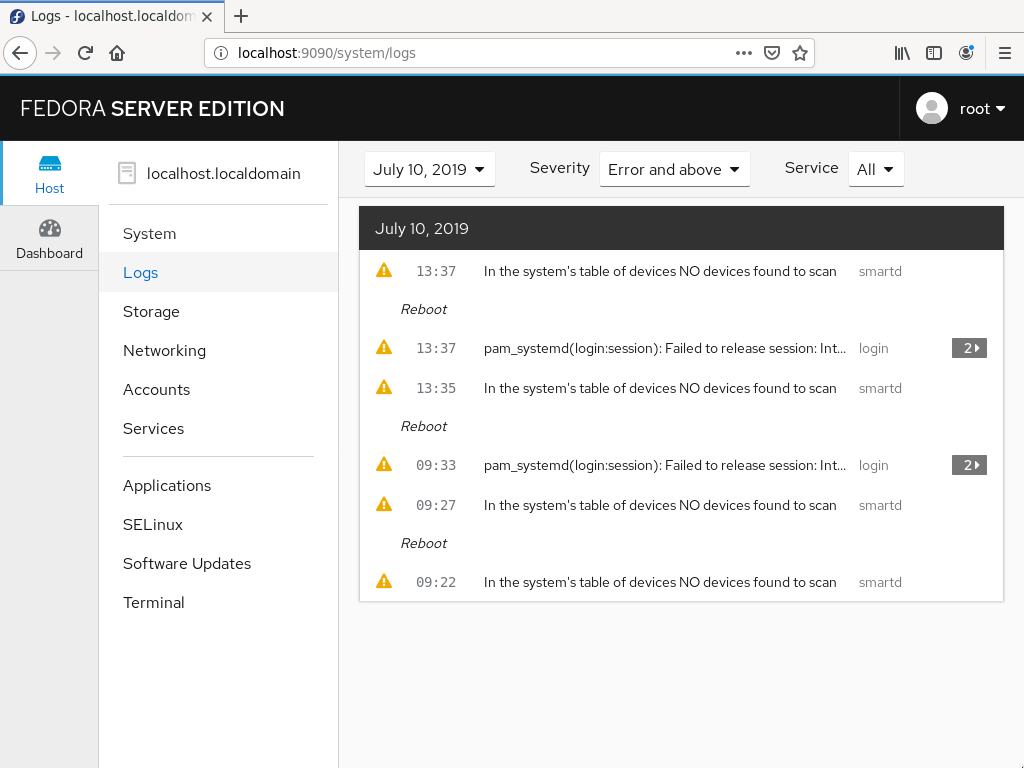 Logs - localhost.localdom
localhost:9090/system/logs
FEDORA SERVER EDITION
root
Host
Dashboard
localhost.localdomain
System
Logs
Storage
Networking
Accounts
Services
Applications
SELinux
Software Updates
Terminal
July 10, 2019 Severity Error and above Service All
July 10, 2019
13:37 In the system's table of devices NO devices found to scan smartd
Reboot
13:37 pam_systemd(login:session): Failed to release session: Int... login 2
13:35 In the system's table of devices NO devices found to scan smartd
Reboot
09:33 pam_systemd(login:session): Failed to release session: Int... login 2
09:27 In the system's table of devices NO devices found to scan smartd
Reboot
09:22 In the system's table of devices NO devices found to scan smartd